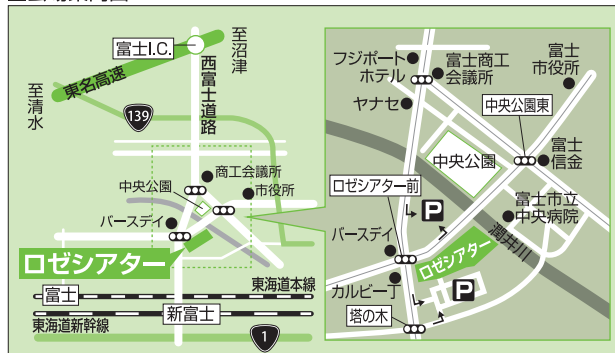 至沼津
富士I.C.
東名高速
至清水
西富士道路
139
商工会議所
中央公園
市役所
バースデイ
ロゼシアター
東海道本線
富士
新富士
東海道新幹線
1
フジポート
ホテル
富士商工
会議所
富士
市役所
ヤナセ
中央公園東
中央公園
富士
信金
ロゼシアター前
P
富士市立
中央病院
潤井川
バースデイ
ロゼシアター
カルビー丁
P
塔の木